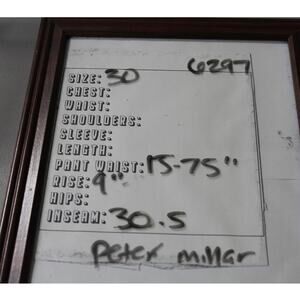 6297
SIZE: 30
CHEST:
WAIST:
SHOULDERS:
SLEEVE:
LENGTH:
PANT WAIST: 15-75"
RISE: 9"
HIPS:
INSEAM: 30.5
Peter millar